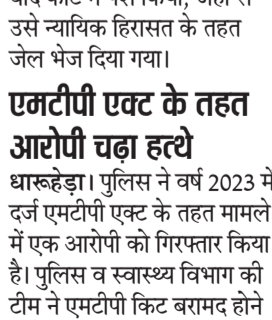 उसे न्यायिक हिरासत के तहत
जेल भेज दिया गया।
एमटीपी एक्ट के तहत
आरोपी चढ़ा हत्थे
धारूहेड़ा। पुलिस ने वर्ष 2023 में
दर्ज एमटीपी एक्ट के तहत मामले
में एक आरोपी को गिरफ्तार किया
है। पुलिस व स्वास्थ्य विभाग की
टीम ने एमटीपी किट बरामद होने